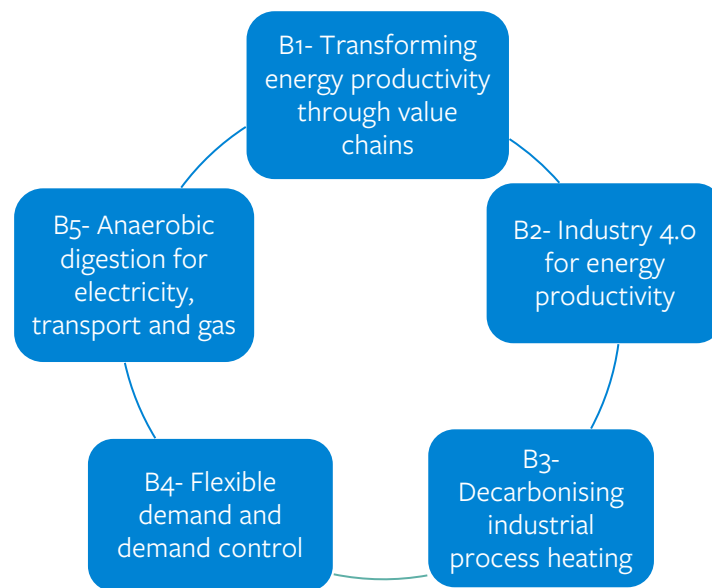 B1- Transforming
energy productivity
through value
chains
B2- Industry 4.0
for energy
productivity
B3-
Decarbonising
industrial
process heating
B4- Flexible
demand and
demand control
B5- Anaerobic
digestion for
electricity,
transport and gas